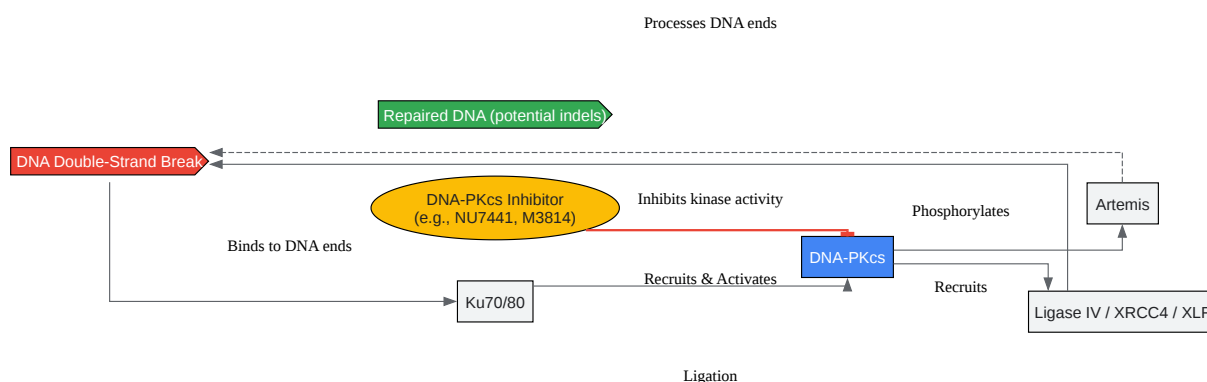 Processes DNA ends
Repaired DNA (potential indels)
DNA Double-Strand Break
DNA-PKcs Inhibitor
(e.g., NU7441, M3814)
Inhibits kinase activity
Phosphorylates
Artemis
Binds to DNA ends
DNA-PKcs
Recruits & Activates
Recruits
Ku70/80
Ligase IV / XRCC4 / XLF
Ligation